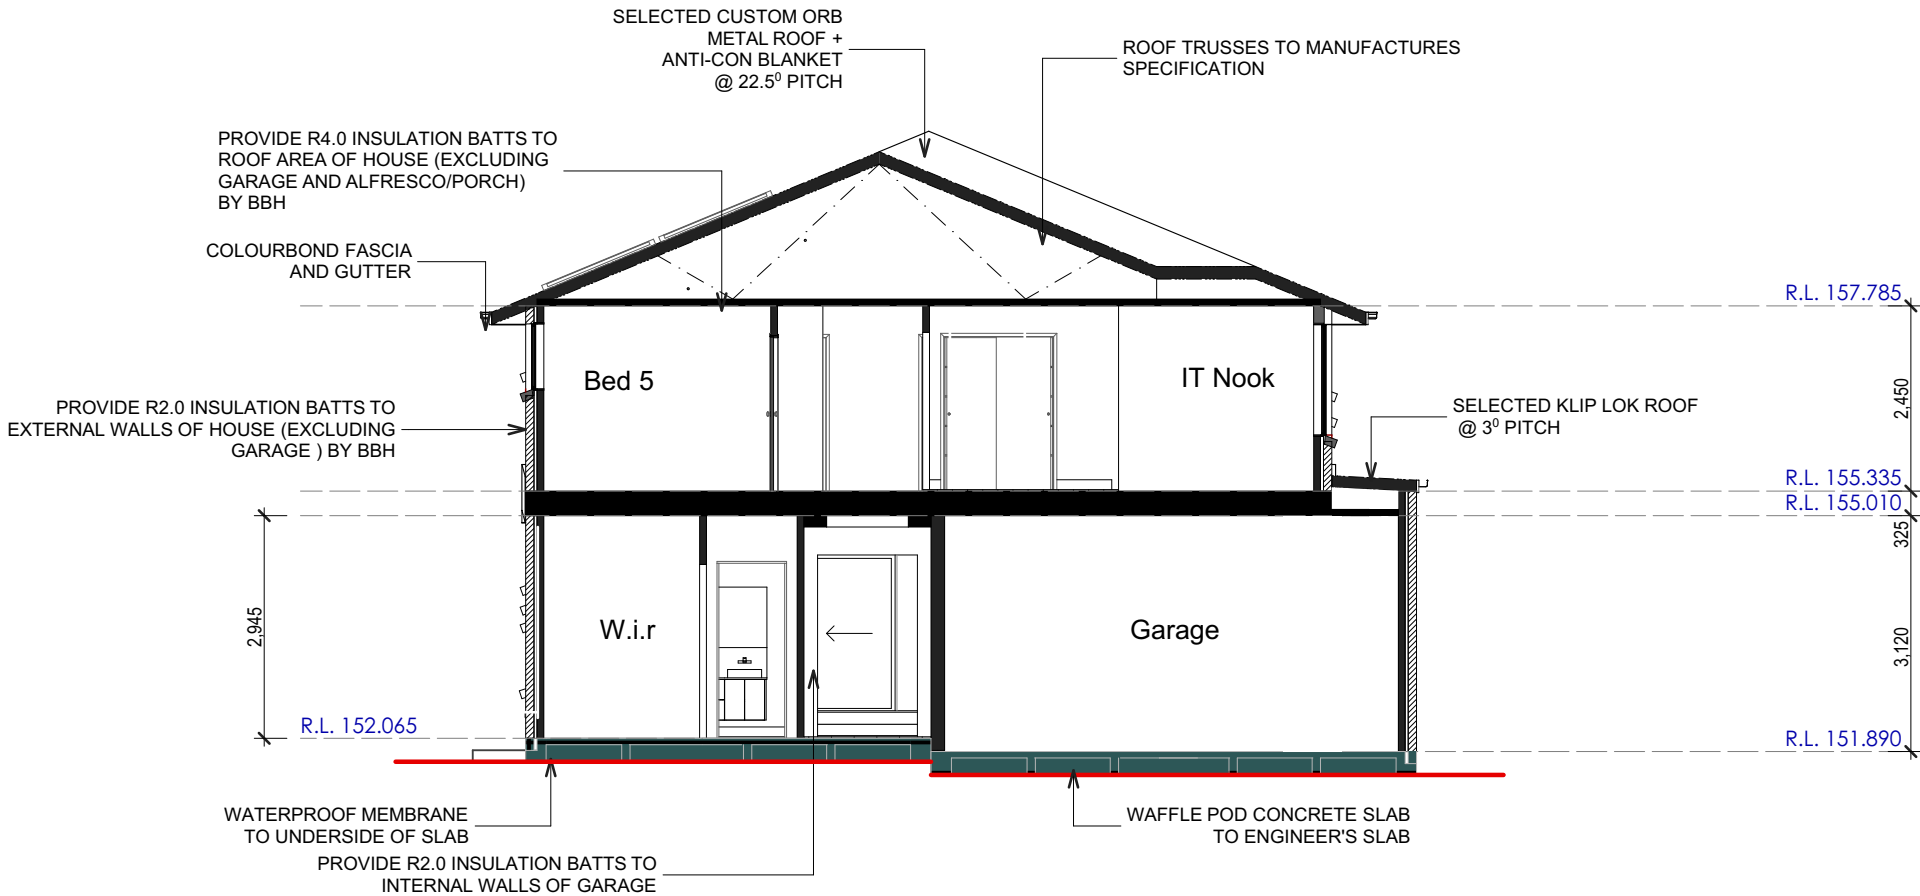 SELECTED CUSTOM ORB
METAL ROOF +
ANTI-CON BLANKET
@ 22.5⁰ PITCH
ROOF TRUSSES TO MANUFACTURES
SPECIFICATION
PROVIDE R4.0 INSULATION BATTS TO
ROOF AREA OF HOUSE (EXCLUDING
GARAGE AND ALFRESCO/PORCH)
BY BBH
COLOURBOND FASCIA
AND GUTTER
R.L. 157.785
Bed 5
IT Nook
2,450
PROVIDE R2.0 INSULATION BATTS TO
EXTERNAL WALLS OF HOUSE (EXCLUDING
GARAGE ) BY BBH
SELECTED KLIP LOK ROOF
@ 3⁰ PITCH
R.L. 155.335
R.L. 155.010
325
2,945
W.i.r
Garage
3,120
R.L. 152.065
R.L. 151.890
WATERPROOF MEMBRANE
TO UNDERSIDE OF SLAB
WAFFLE POD CONCRETE SLAB
TO ENGINEER'S SLAB
PROVIDE R2.0 INSULATION BATTS TO
INTERNAL WALLS OF GARAGE